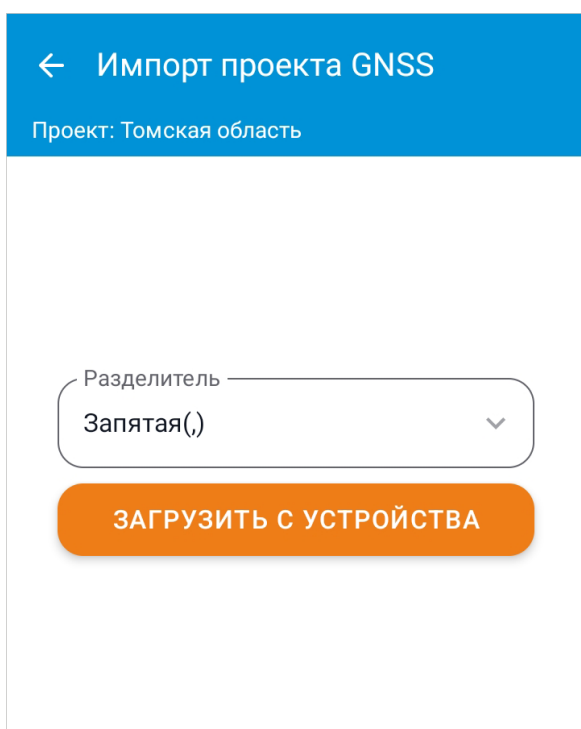 Импорт проекта GNSS
Проект: Томская область
Разделитель
Запятая(,)
ЗАГРУЗИТЬ С УСТРОЙСТВА